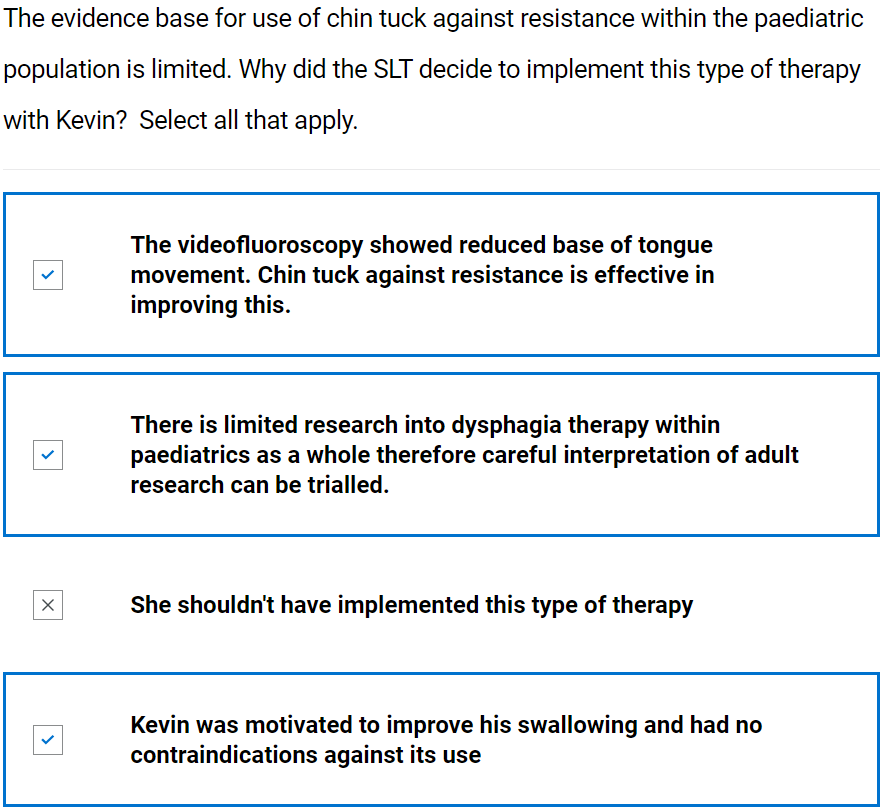 The evidence base for use of chin tuck against resistance within the paediatric
population is limited. Why did the SLT decide to implement this type of therapy
with Kevin?  Select all that apply.
The videofluoroscopy showed reduced base of tongue
movement. Chin tuck against resistance is effective in
improving this.
There is limited research into dysphagia therapy within
paediatrics as a whole therefore careful interpretation of adult
research can be trialled.
She shouldn't have implemented this type of therapy
Kevin was motivated to improve his swallowing and had no
contraindications against its use